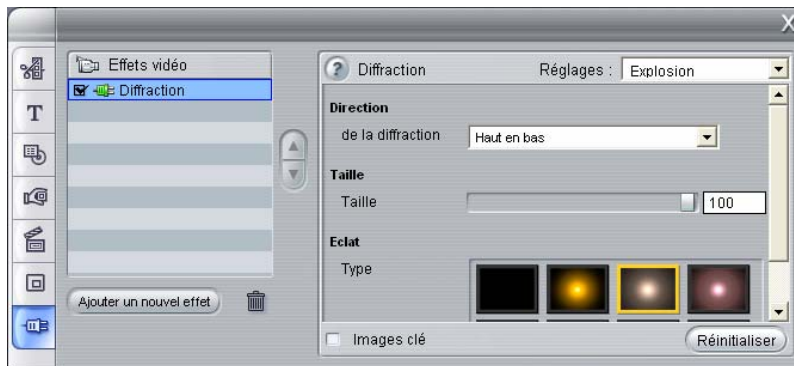 X
Effets vidéo
Diffraction
Ajouter un nouvel effet
T
? Diffraction
Réglages : Explosion
Direction
de la diffraction Haut en bas
Taille
Taille 100
Eclat
Type
Images clé
Réinitialiser